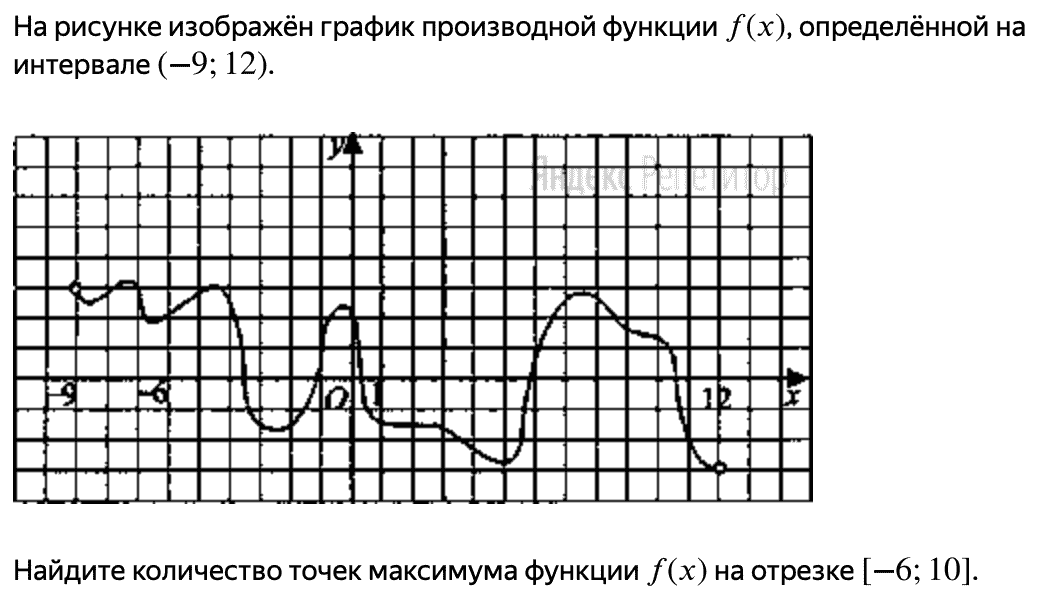 На рисунке изображён график производной функции f(x), определённой на
интервале (−9; 12).
y
Яндекс Репетитор
−9
−6
O
1
12
x
Найдите количество точек максимума функции f(x) на отрезке [−6; 10].